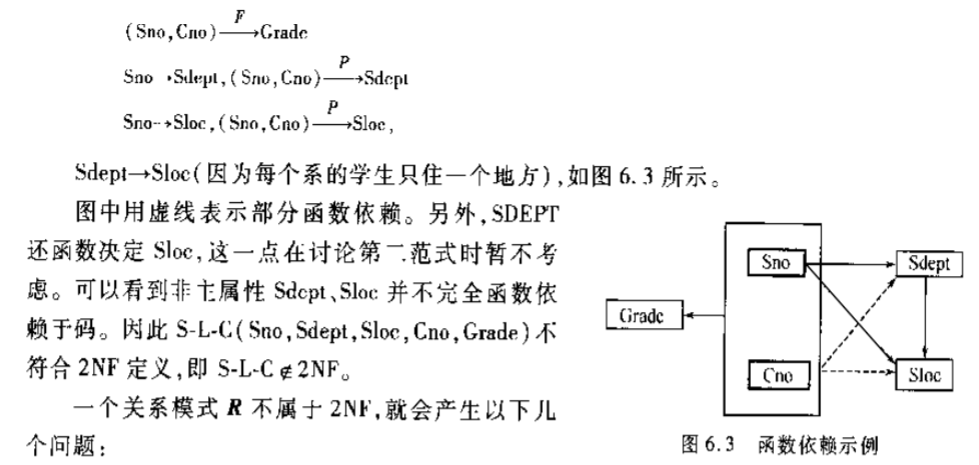 (Sno,Cno)—F→Grade
Sno→Sdept,(Sno,Cno)—P→Sdept
Sno→Sloc,(Sno,Cno)—P→Sloc,
Sdept→Sloc(因为每个系的学生只住一个地方),如图6.3所示。
图中用虚线表示部分函数依赖。另外,SDEPT
还函数决定 Sloc,这一点在讨论第二范式时暂不考
虑。可以看到非主属性 Sdept、Sloc 并不完全函数依
赖于码。因此 S-L-C(Sno,Sdept,Sloc,Cno,Grade)不
符合 2NF 定义,即 S-L-C∉2NF。
一个关系模式 R 不属于 2NF,就会产生以下几
个问题:
Sno
Sdept
Grade
Cno
Sloc
图 6.3 函数依赖示例